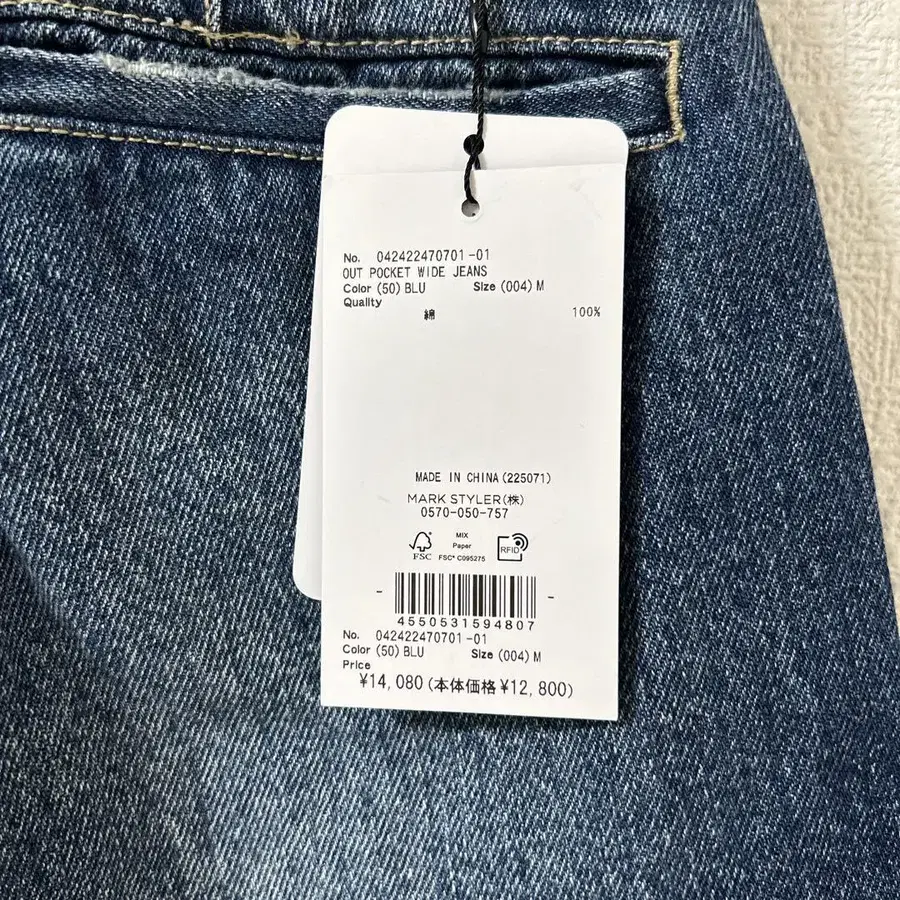 No. 042422470701-01
OUT POCKET WIDE JEANS
Color (50) BLU Size (004) M
Quality
綿 100%
MADE IN CHINA (225071)
MARK STYLER(株)
0570-050-757
FSC
MIX
Paper
FSC® C095275
RFID
4550531594807
No. 042422470701-01
Color (50) BLU Size (004) M
Price
¥14,080 (本体価格 ¥12,800)